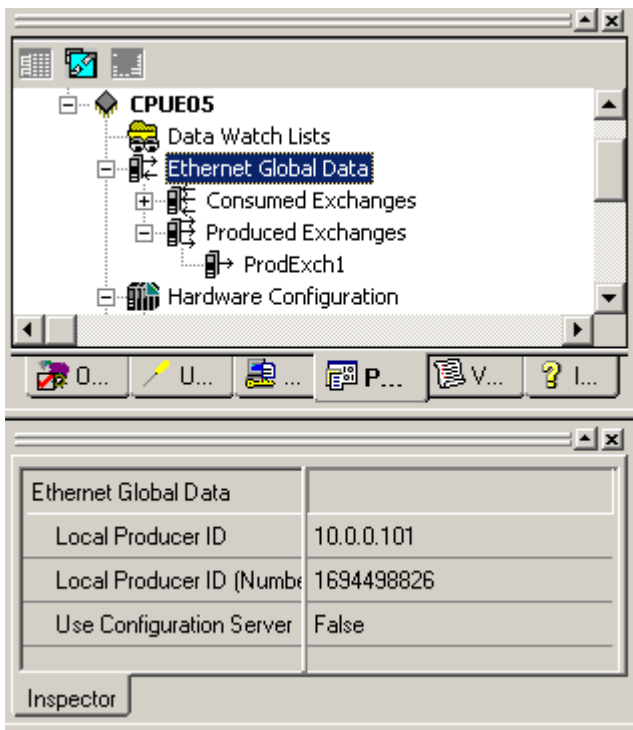 CPUE05
Data Watch Lists
Ethernet Global Data
Consumed Exchanges
Produced Exchanges
ProdExch1
Hardware Configuration
O... U... ... P... V... I...
Ethernet Global Data
Local Producer ID 10.0.0.101
Local Producer ID (Numbe 1694498826
Use Configuration Server False
Inspector